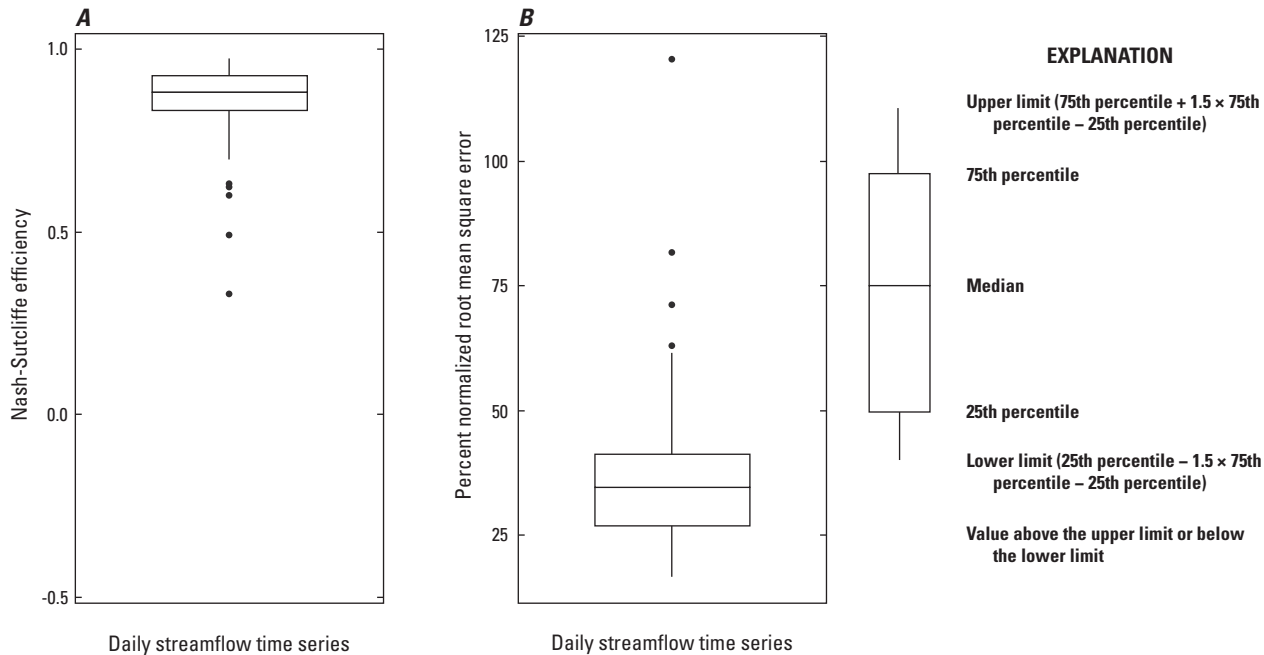 A
Nash-Sutcliffe efficiency
1.0
0.5
0.0
-0.5
Daily streamflow time series
B
Percent normalized root mean square error
125
100
75
50
25
Daily streamflow time series
EXPLANATION
Upper limit (75th percentile + 1.5 × 75th
percentile – 25th percentile)
75th percentile
Median
25th percentile
Lower limit (25th percentile – 1.5 × 75th
percentile – 25th percentile)
Value above the upper limit or below
the lower limit